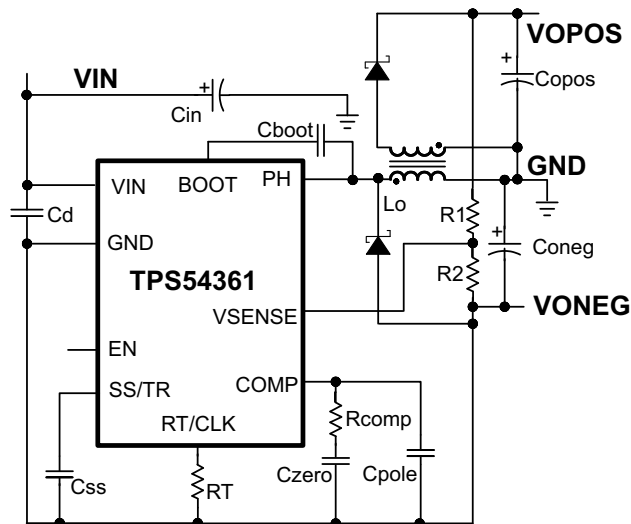 VOPOS
VIN
Copos
Cin
Cboot
GND
VIN
BOOT
PH
Lo
R1
Cd
GND
Coneg
TPS54361
R2
VSENSE
VONEG
EN
SS/TR
COMP
RT/CLK
Rcomp
Css
RT
Czero
Cpole